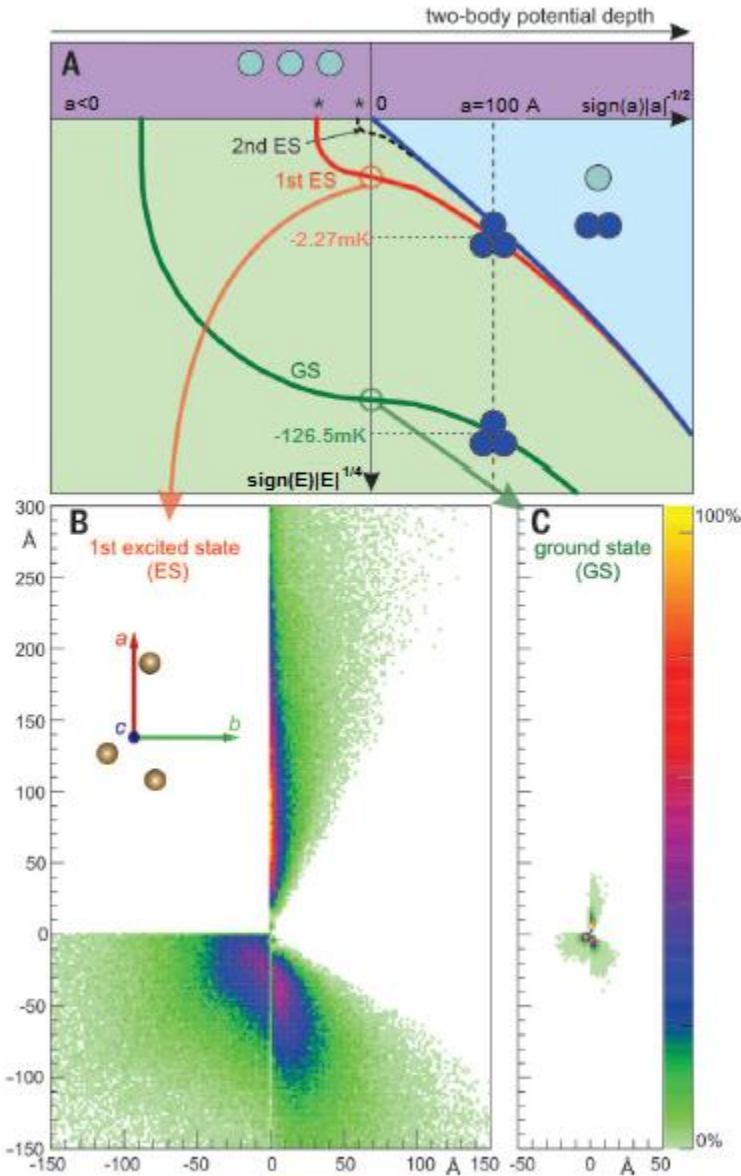 two-body potential depth
A
a<0
*
*
0
a=100 A
sign(a)|a|^-1/2
2nd ES
1st ES
-2.27mK
GS
-126.5mK
sign(E)|E|^1/4
B
1st excited state
(ES)
a
c
b
300
Å
250
200
150
100
50
0
-50
-100
-150
-150
-100
-50
0
50
100
Å
150
C
ground state
(GS)
100%
0%
-50
0
Å
50